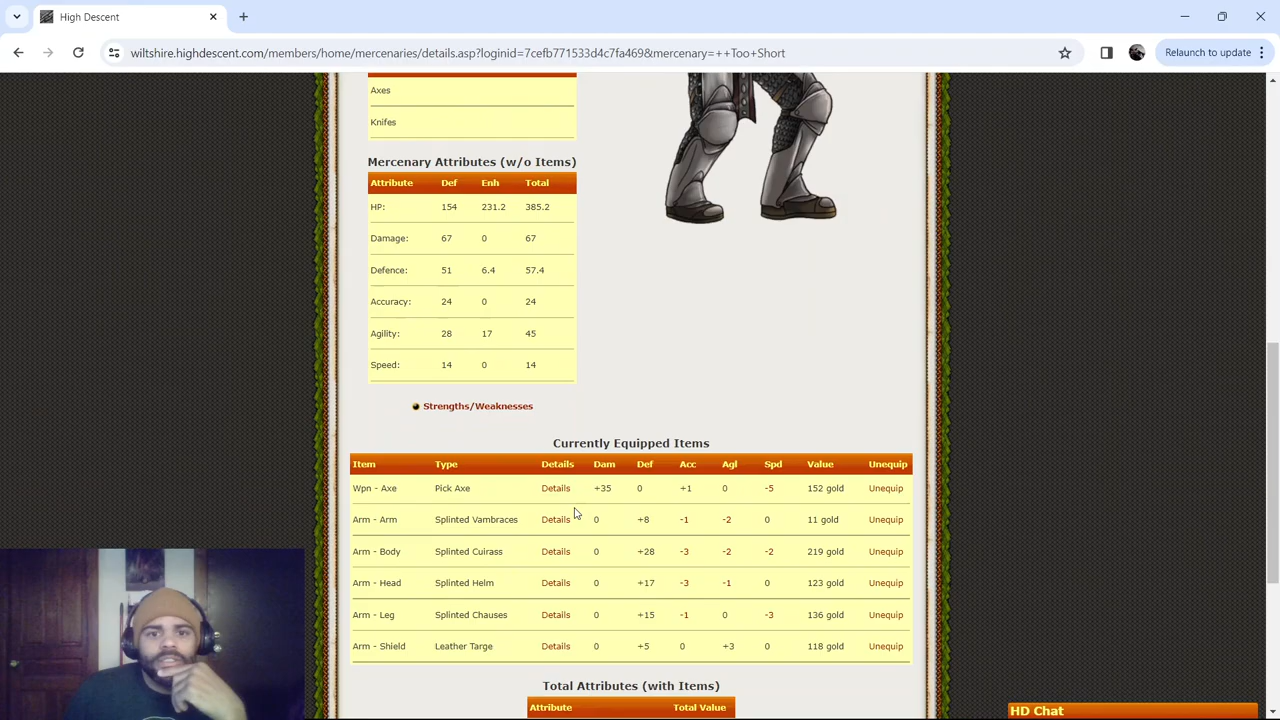 High Descent
wiltshire.highdescent.com/members/home/mercenaries/details.asp?loginid=7cefb771533d4c7fa469&mercenary=++Too+Short
Relaunch to update
Axes
Knifes
Mercenary Attributes (w/o Items)
Attribute Def Enh Total
HP: 154 231.2 385.2
Damage: 67 0 67
Defence: 51 6.4 57.4
Accuracy: 24 0 24
Agility: 28 17 45
Speed: 14 0 14
Strengths/Weaknesses
Currently Equipped Items
Item Type Details Dam Def Acc Agl Spd Value Unequip
Wpn - Axe Pick Axe Details +35 0 +1 0 -5 152 gold Unequip
Arm - Arm Splinted Vambraces Details 0 +8 -1 -2 0 11 gold Unequip
Arm - Body Splinted Cuirass Details 0 +28 -3 -2 -2 219 gold Unequip
Arm - Head Splinted Helm Details 0 +17 -3 -1 0 123 gold Unequip
Arm - Leg Splinted Chauses Details 0 +15 -1 0 -3 136 gold Unequip
Arm - Shield Leather Targe Details 0 +5 0 +3 0 118 gold Unequip
Total Attributes (with Items)
Attribute Total Value
HD Chat